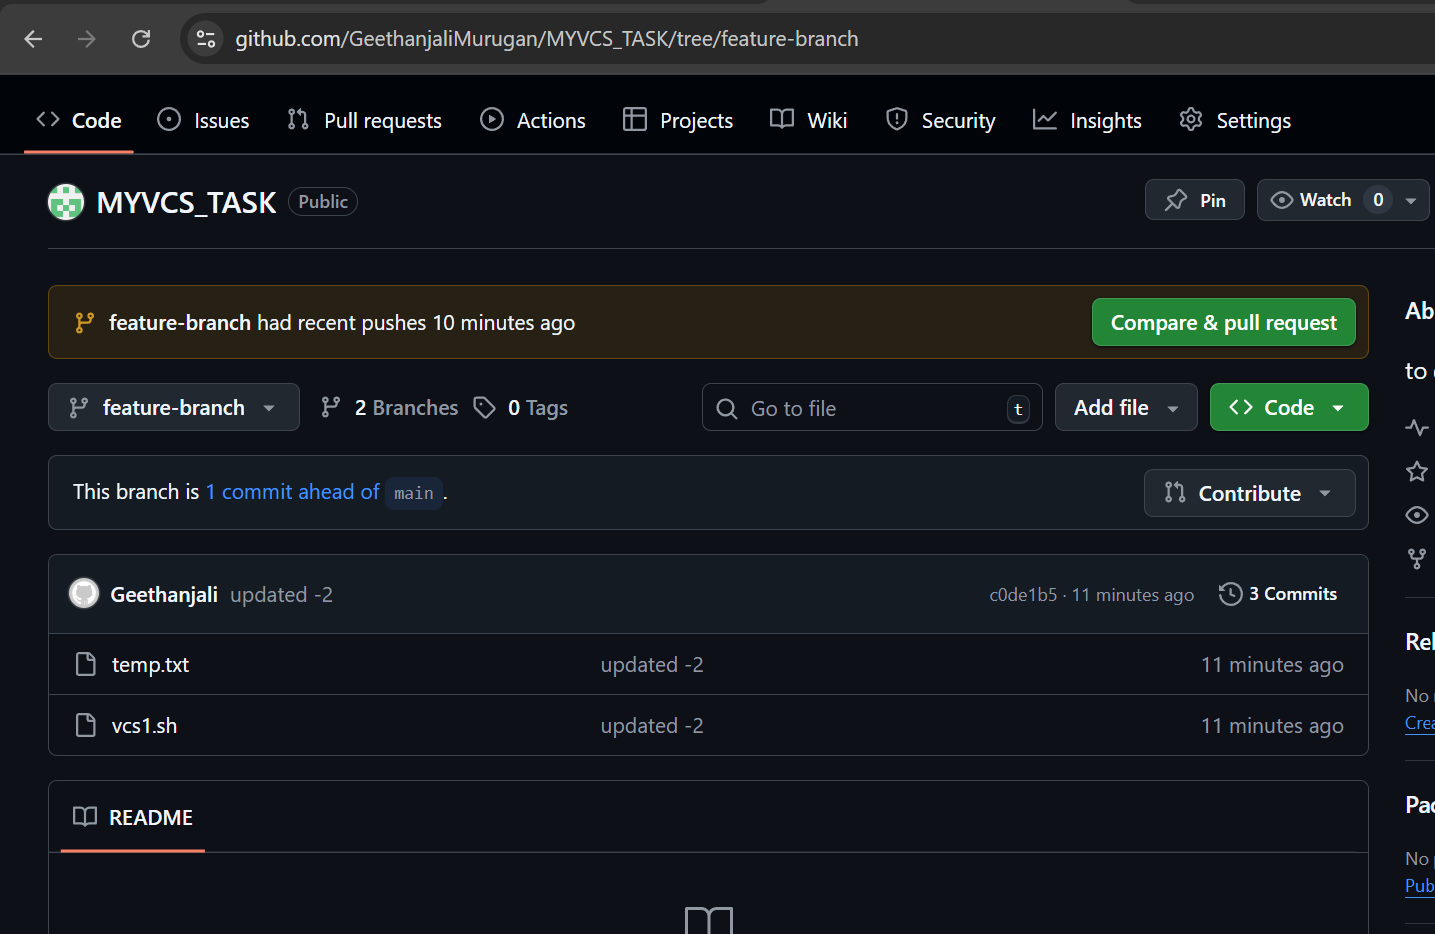 github.com/GeethanjaliMurugan/MYVCS_TASK/tree/feature-branch
Code Issues Pull requests Actions Projects Wiki Security Insights Settings
MYVCS_TASK Public Pin Watch 0
feature-branch had recent pushes 10 minutes ago Compare & pull request
Ab
feature-branch 2 Branches 0 Tags Go to file t Add file Code
to
This branch is 1 commit ahead of main . Contribute
Geethanjali updated -2 c0de1b5 · 11 minutes ago 3 Commits
temp.txt updated -2 11 minutes ago
Rel
No
vcs1.sh updated -2 11 minutes ago
Crea
README
Pac
No
Pub